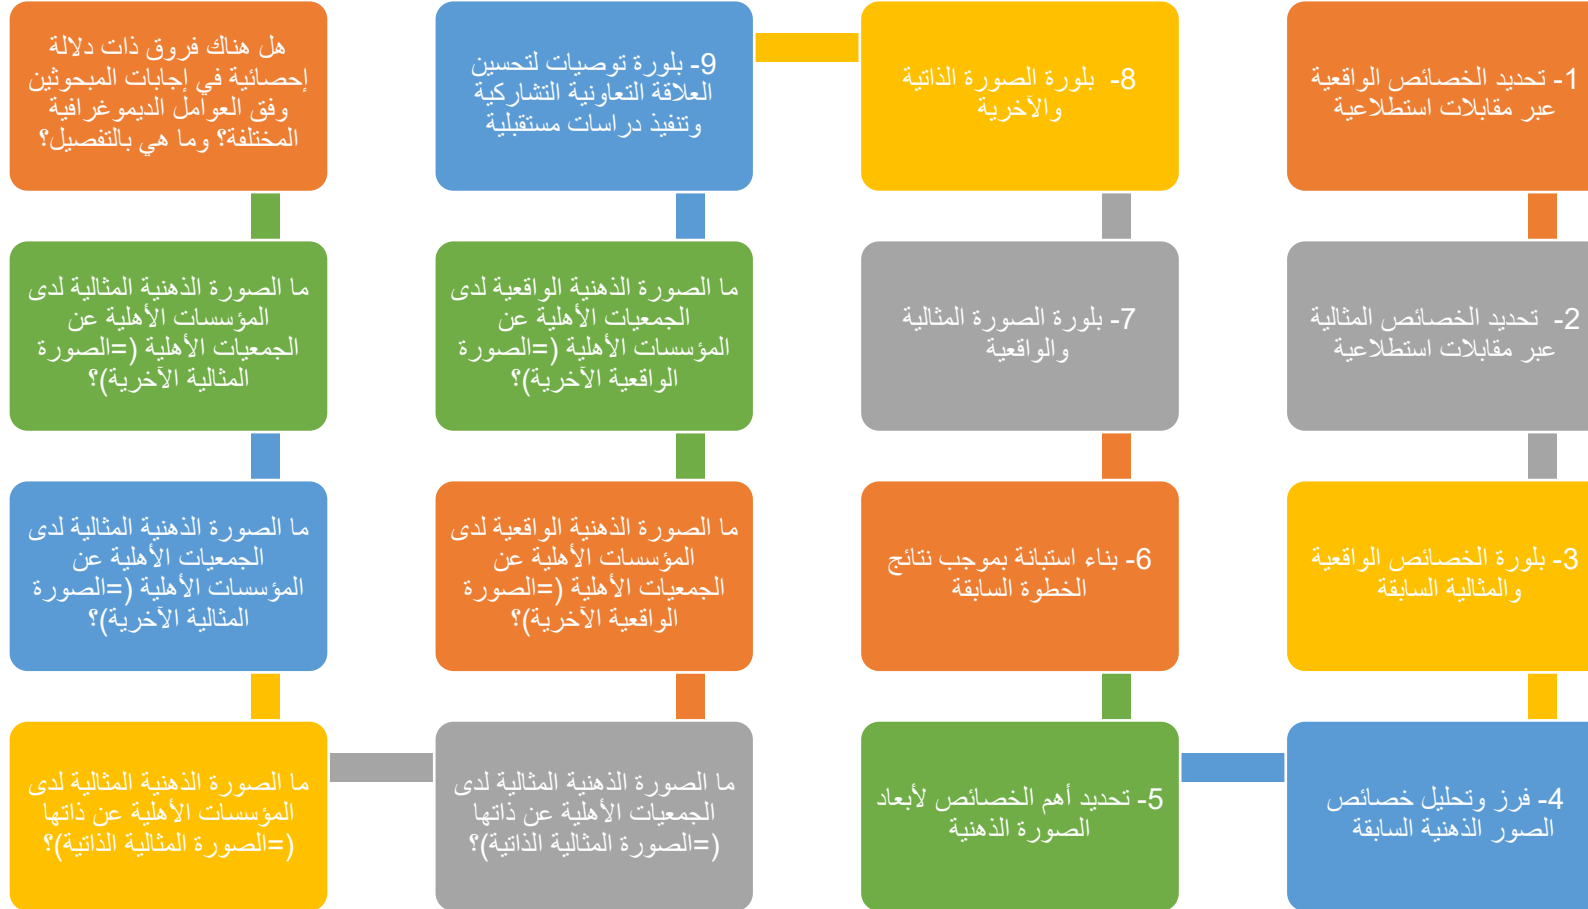 1- تحديد الخصائص الواقعية
عبر مقابلات استطلاعية
2- تحديد الخصائص المثالية
عبر مقابلات استطلاعية
3- بلورة الخصائص الواقعية
والمثالية السابقة
4- فرز وتحليل خصائص
الصور الذهنية السابقة
5- تحديد أهم الخصائص لأبعاد
الصورة الذهنية
6- بناء استبانة بموجب نتائج
الخطوة السابقة
7- بلورة الصورة المثالية
والواقعية
8- بلورة الصورة الذاتية
والآخرية
9- بلورة توصيات لتحسين
العلاقة التعاونية التشاركية
وتنفيذ دراسات مستقبلية
ما الصورة الذهنية الواقعية لدى
الجمعيات الأهلية عن
المؤسسات الأهلية (=الصورة
الواقعية الآخرية)؟
ما الصورة الذهنية الواقعية لدى
المؤسسات الأهلية عن
الجمعيات الأهلية (=الصورة
الواقعية الآخرية)؟
ما الصورة الذهنية المثالية لدى
الجمعيات الأهلية عن ذاتها
(=الصورة المثالية الذاتية)؟
ما الصورة الذهنية المثالية لدى
المؤسسات الأهلية عن ذاتها
(=الصورة المثالية الذاتية)؟
ما الصورة الذهنية المثالية لدى
الجمعيات الأهلية عن
المؤسسات الأهلية (=الصورة
المثالية الآخرية)؟
ما الصورة الذهنية المثالية لدى
المؤسسات الأهلية عن
الجمعيات الأهلية (=الصورة
المثالية الآخرية)؟
هل هناك فروق ذات دلالة
إحصائية في إجابات المبحوثين
وفق العوامل الديموغرافية
المختلفة؟ وما هي بالتفصيل؟